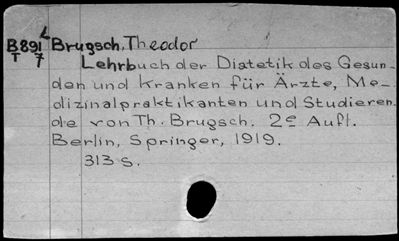 B891 L Brugsch, Theodor
T 7 Lehrbuch der Diatetik des Gesun-
den und Kranken für Ärzte, Me-
dizinalpraktikanten und Studieren-
de von Th. Brugsch. 2e Aufl.
Berlin, Springer, 1919.
313 s.